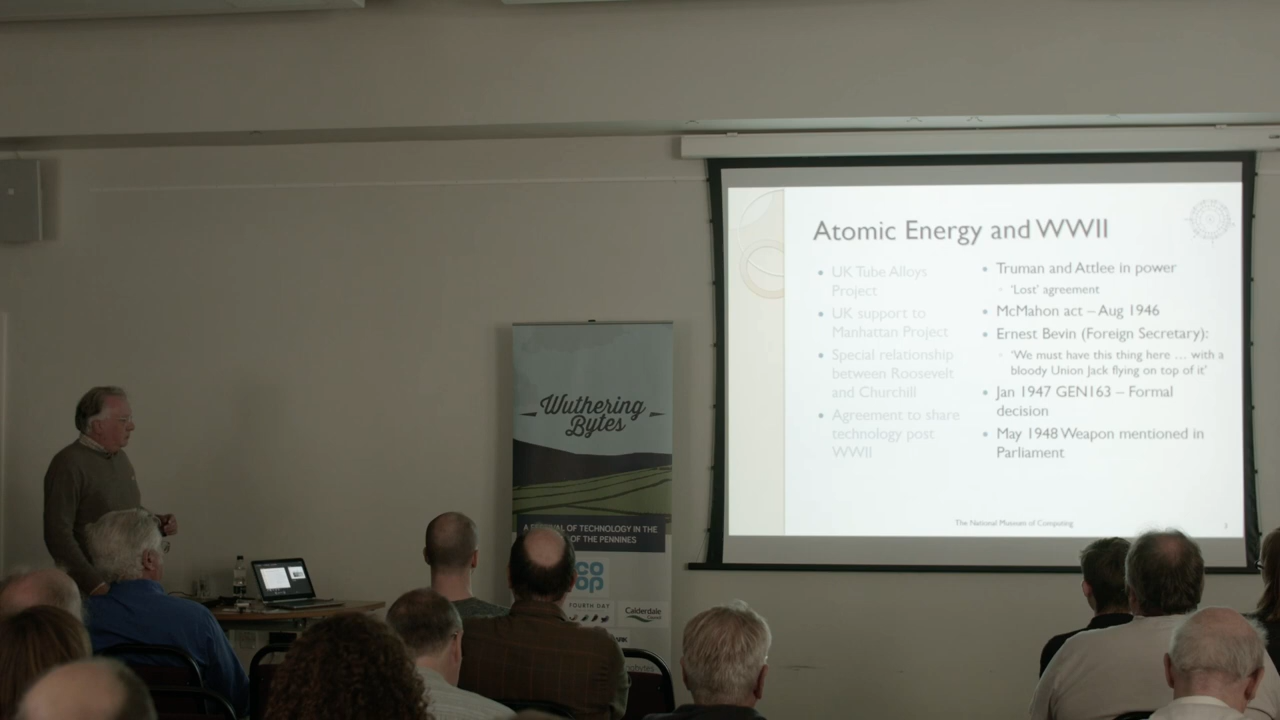 Atomic Energy and WWII
• UK Tube Alloys
Project
• UK support to
Manhattan Project
• Special relationship
between Roosevelt
and Churchill
• Agreement to share
technology post
WWII
• Truman and Attlee in power
◦ 'Lost' agreement
• McMahon act – Aug 1946
• Ernest Bevin (Foreign Secretary):
◦ 'We must have this thing here … with a
bloody Union Jack flying on top of it'
• Jan 1947 GEN163 – Formal
decision
• May 1948 Weapon mentioned in
Parliament
The National Museum of Computing
3
Wuthering
Bytes
A OF TECHNOLOGY IN THE
OF THE PENNINES
co
op
FOURTH DAY
Calderdale
Council